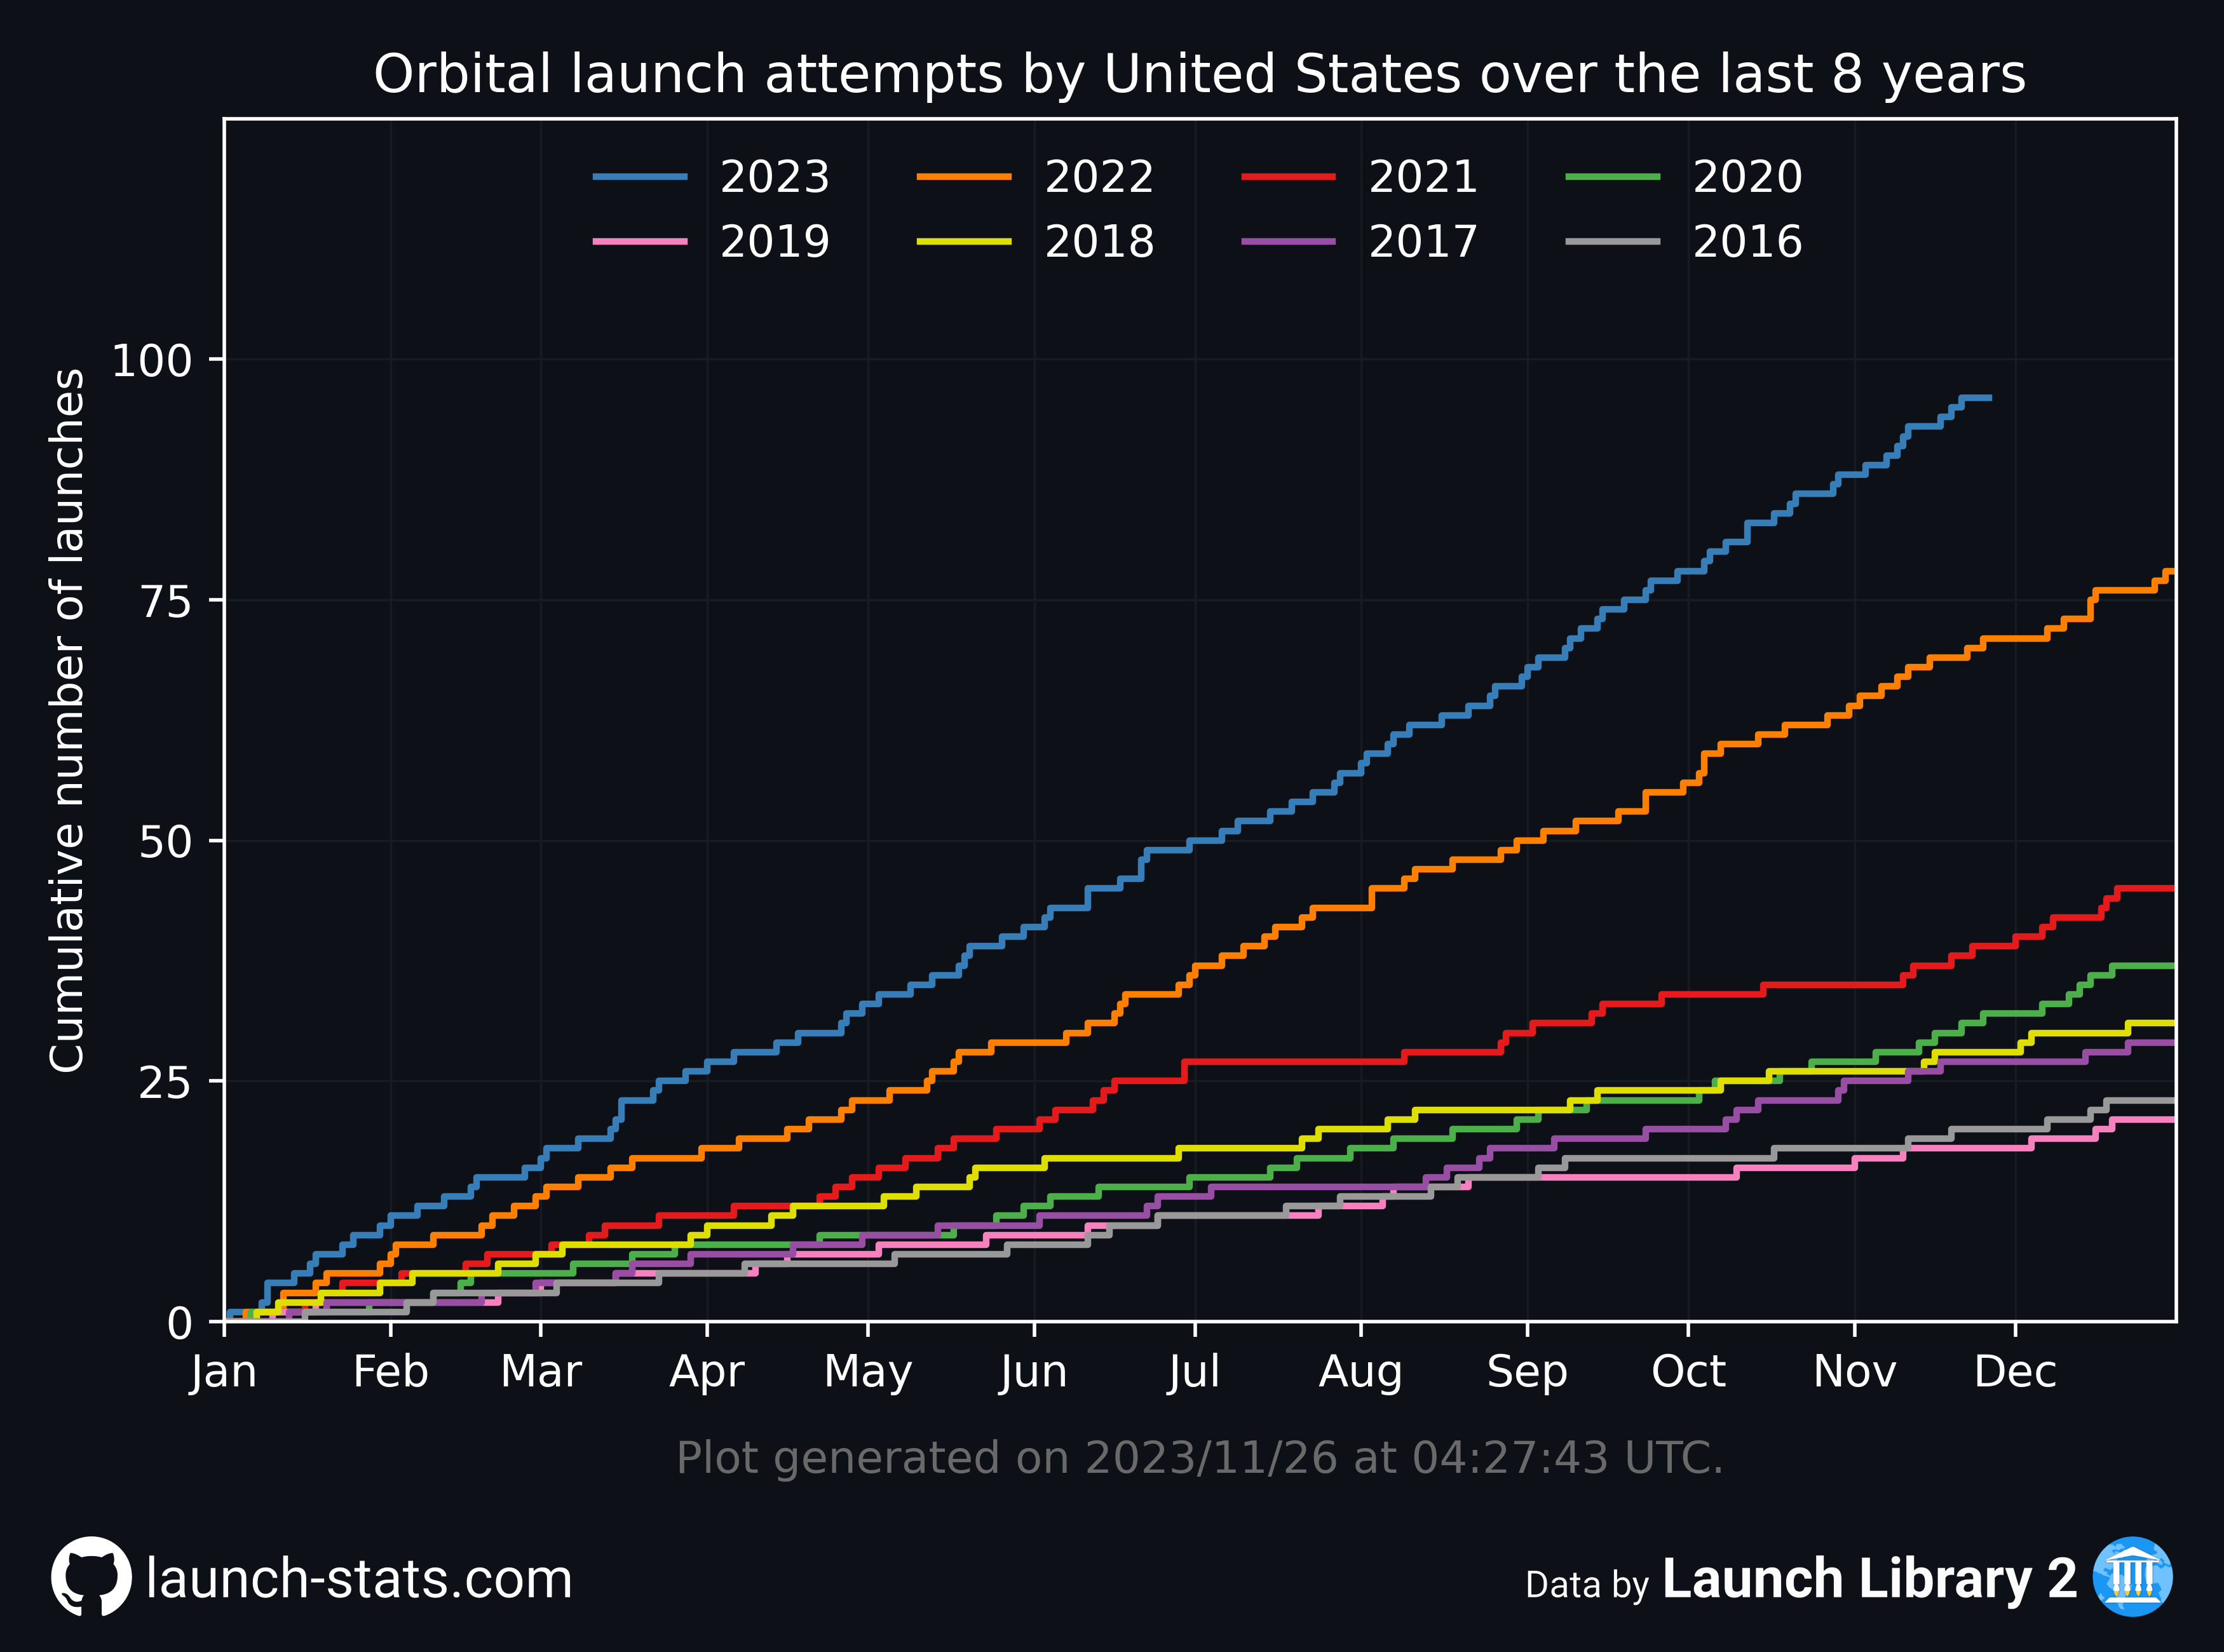 Orbital launch attempts by United States over the last 8 years
2023 2022 2021 2020
2019 2018 2017 2016
Cumulative number of launches
100
75
50
25
0
Jan Feb Mar Apr May Jun Jul Aug Sep Oct Nov Dec
Plot generated on 2023/11/26 at 04:27:43 UTC.
launch-stats.com
Data by Launch Library 2